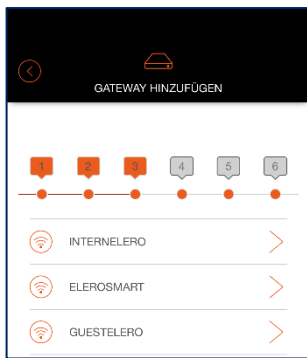 GATEWAY HINZUFÜGEN
1 2 3 4 5 6
INTERNELERO
ELEROSMART
GUESTELERO